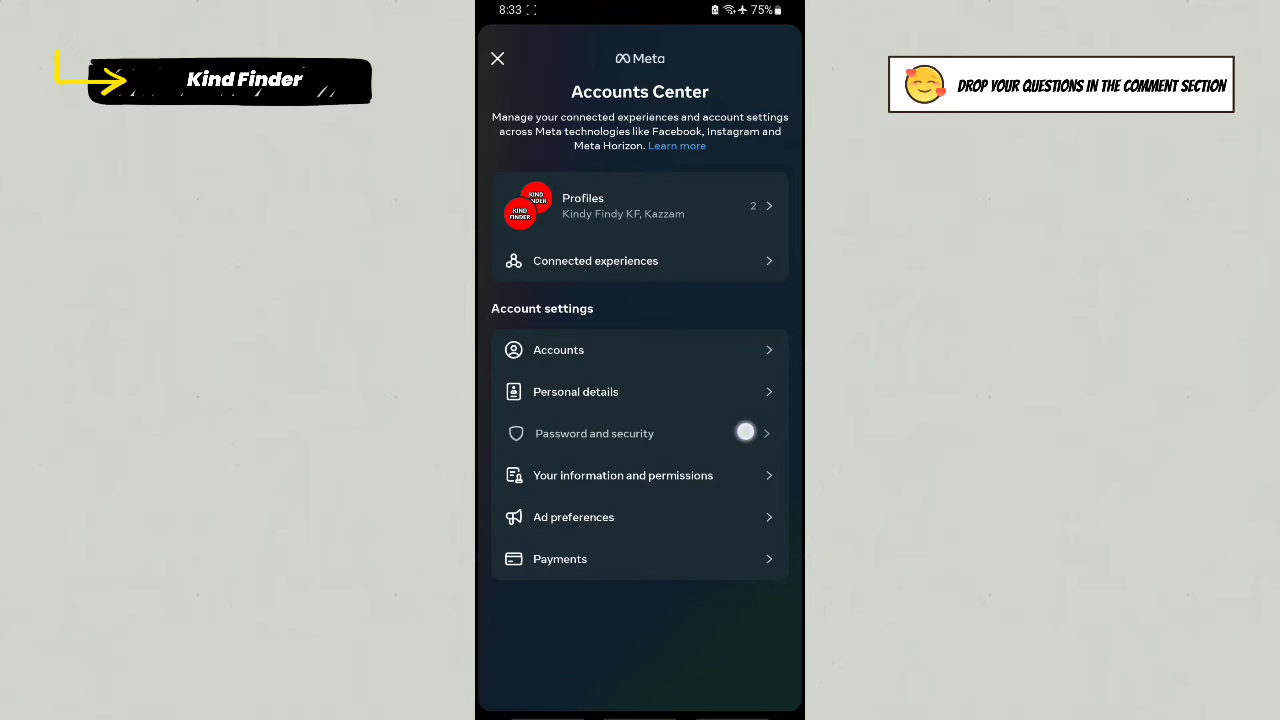 8:33
75%
Kind Finder
DROP YOUR QUESTIONS IN THE COMMENT SECTION
Meta
Accounts Center
Manage your connected experiences and account settings
across Meta technologies like Facebook, Instagram and
Meta Horizon. Learn more
KIND
FINDER
Profiles
2
Kindy Findy KF, Kazzam
Connected experiences
Account settings
Accounts
Personal details
Password and security
Your information and permissions
Ad preferences
Payments